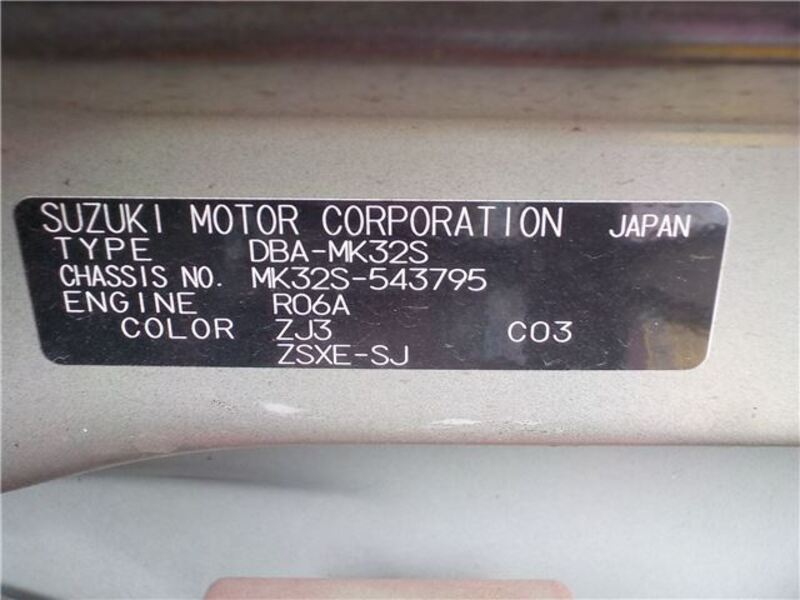 SUZUKI MOTOR CORPORATION JAPAN
TYPE DBA-MK32S
CHASSIS NO. MK32S-543795
ENGINE R06A
COLOR ZJ3 C03
ZSXE-SJ